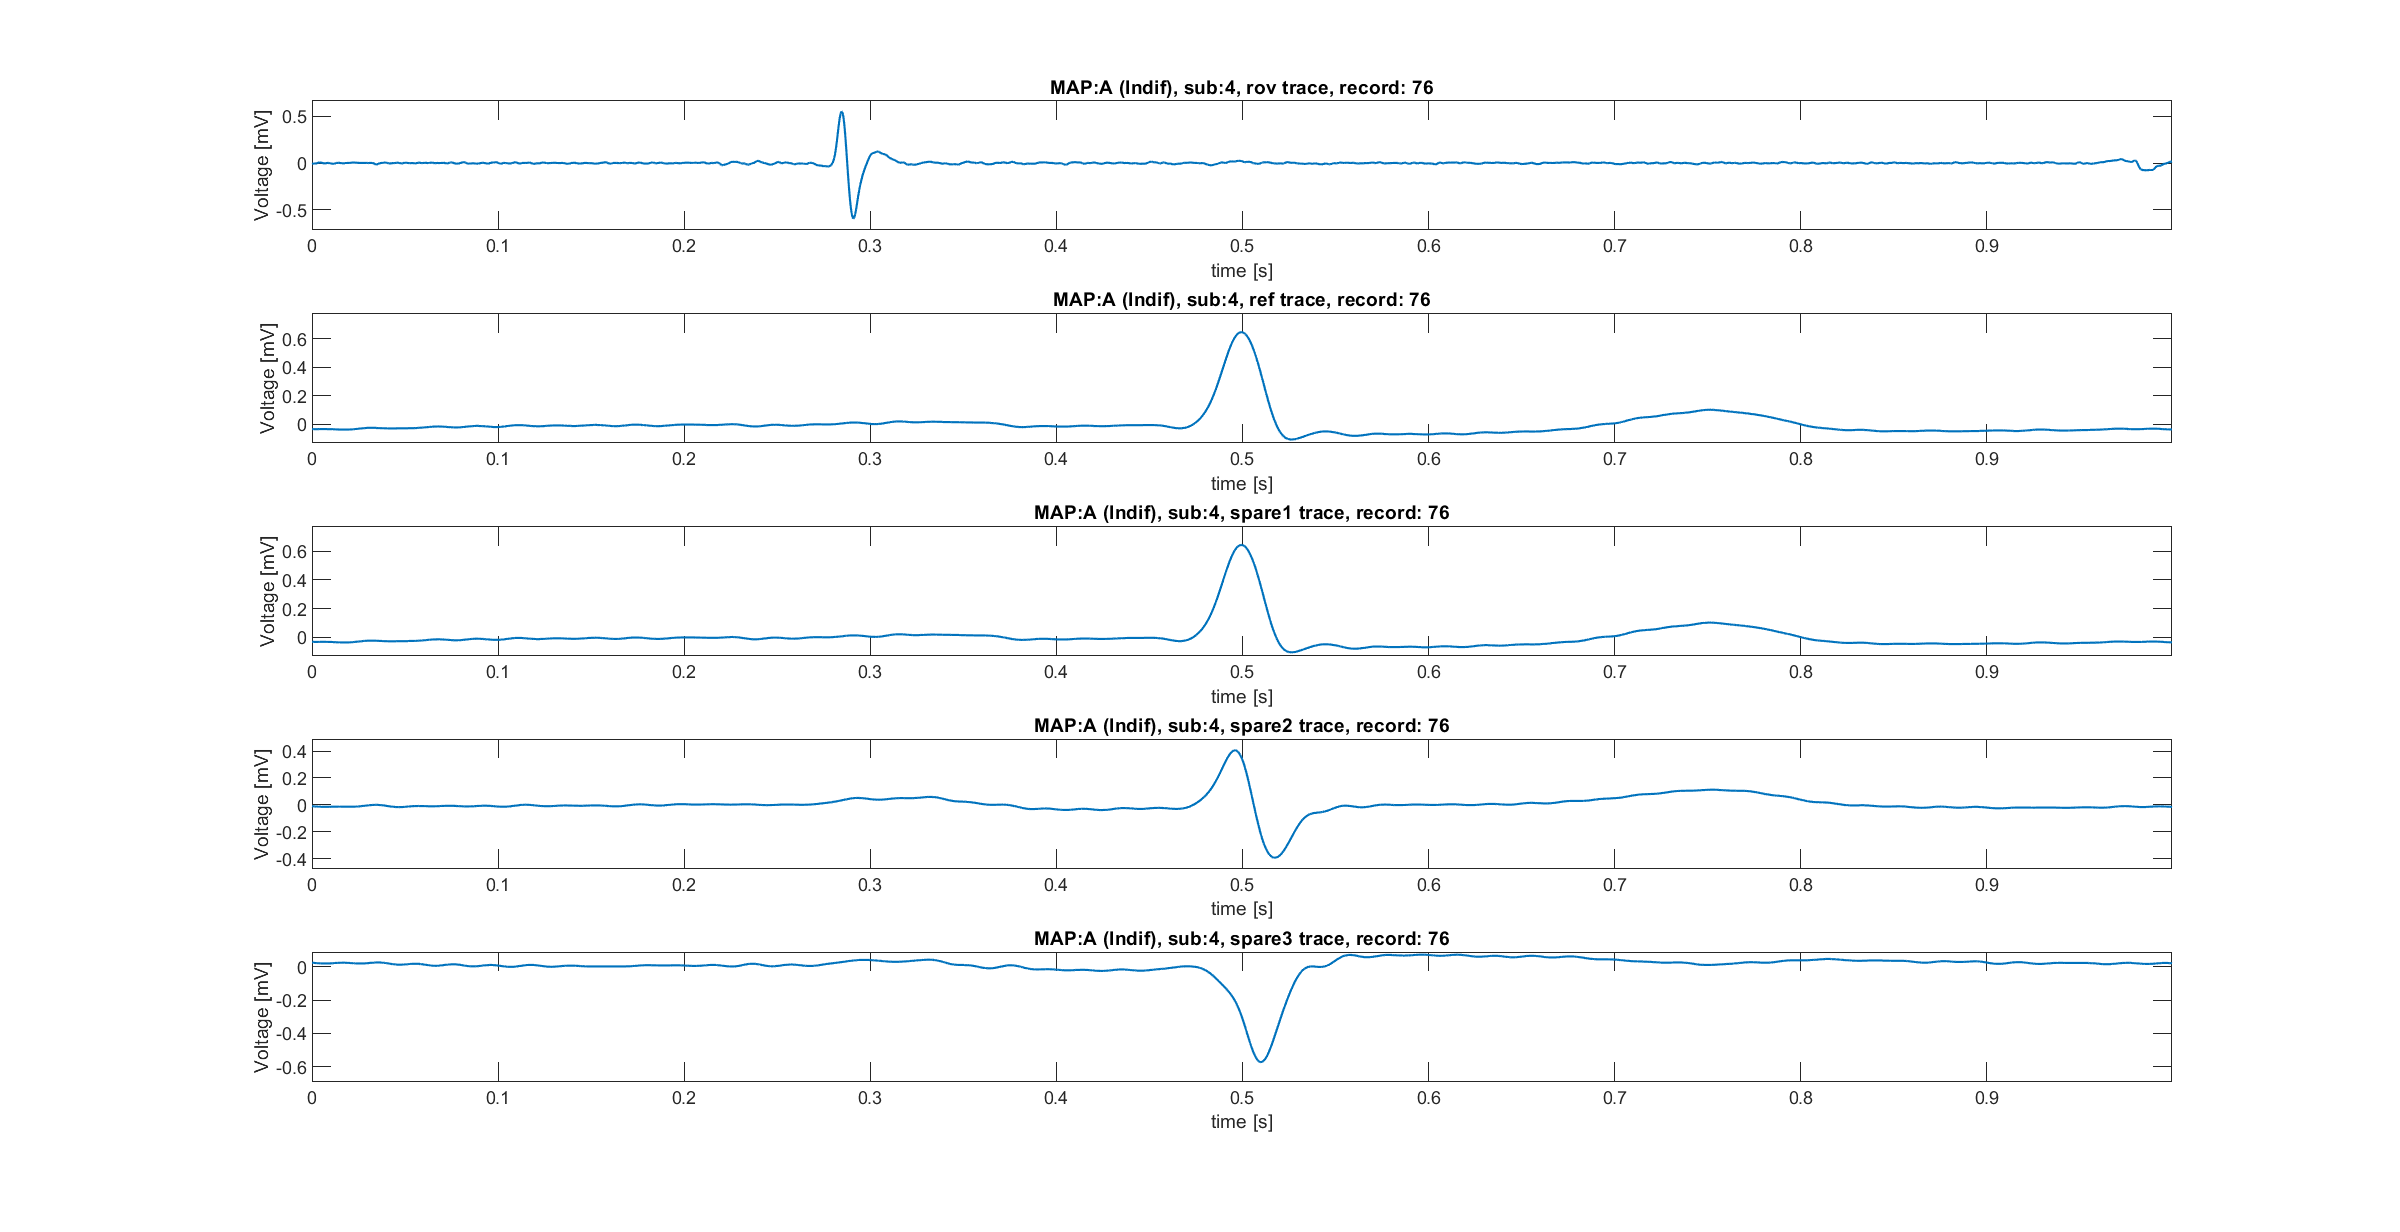 MAP:A (Indif), sub:4, rov trace, record: 76
Voltage [mV]
0.5
0
-0.5
0 0.1 0.2 0.3 0.4 0.5 0.6 0.7 0.8 0.9
time [s]
MAP:A (Indif), sub:4, ref trace, record: 76
Voltage [mV]
0.6
0.4
0.2
0
0 0.1 0.2 0.3 0.4 0.5 0.6 0.7 0.8 0.9
time [s]
MAP:A (Indif), sub:4, spare1 trace, record: 76
Voltage [mV]
0.6
0.4
0.2
0
0 0.1 0.2 0.3 0.4 0.5 0.6 0.7 0.8 0.9
time [s]
MAP:A (Indif), sub:4, spare2 trace, record: 76
Voltage [mV]
0.4
0.2
0
-0.2
-0.4
0 0.1 0.2 0.3 0.4 0.5 0.6 0.7 0.8 0.9
time [s]
MAP:A (Indif), sub:4, spare3 trace, record: 76
Voltage [mV]
0
-0.2
-0.4
-0.6
0 0.1 0.2 0.3 0.4 0.5 0.6 0.7 0.8 0.9
time [s]